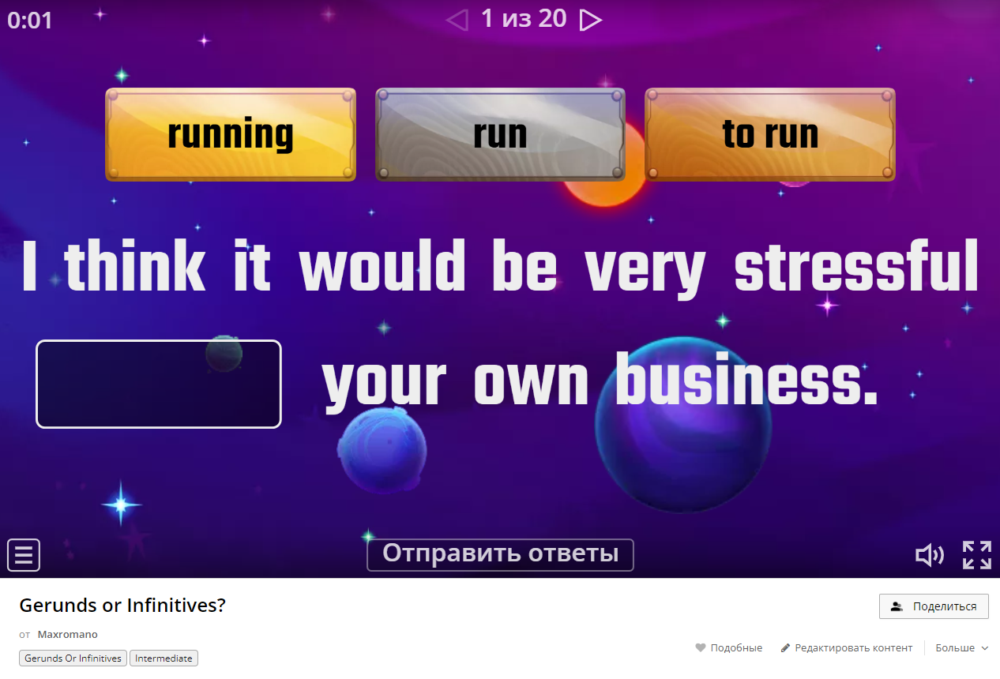 0:01
1 из 20
running run to run
I think it would be very stressful
your own business.
Отправить ответы
Gerunds or Infinitives?
Поделиться
от Maxromano
Подобные Редактировать контент Больше
Gerunds Or Infinitives Intermediate